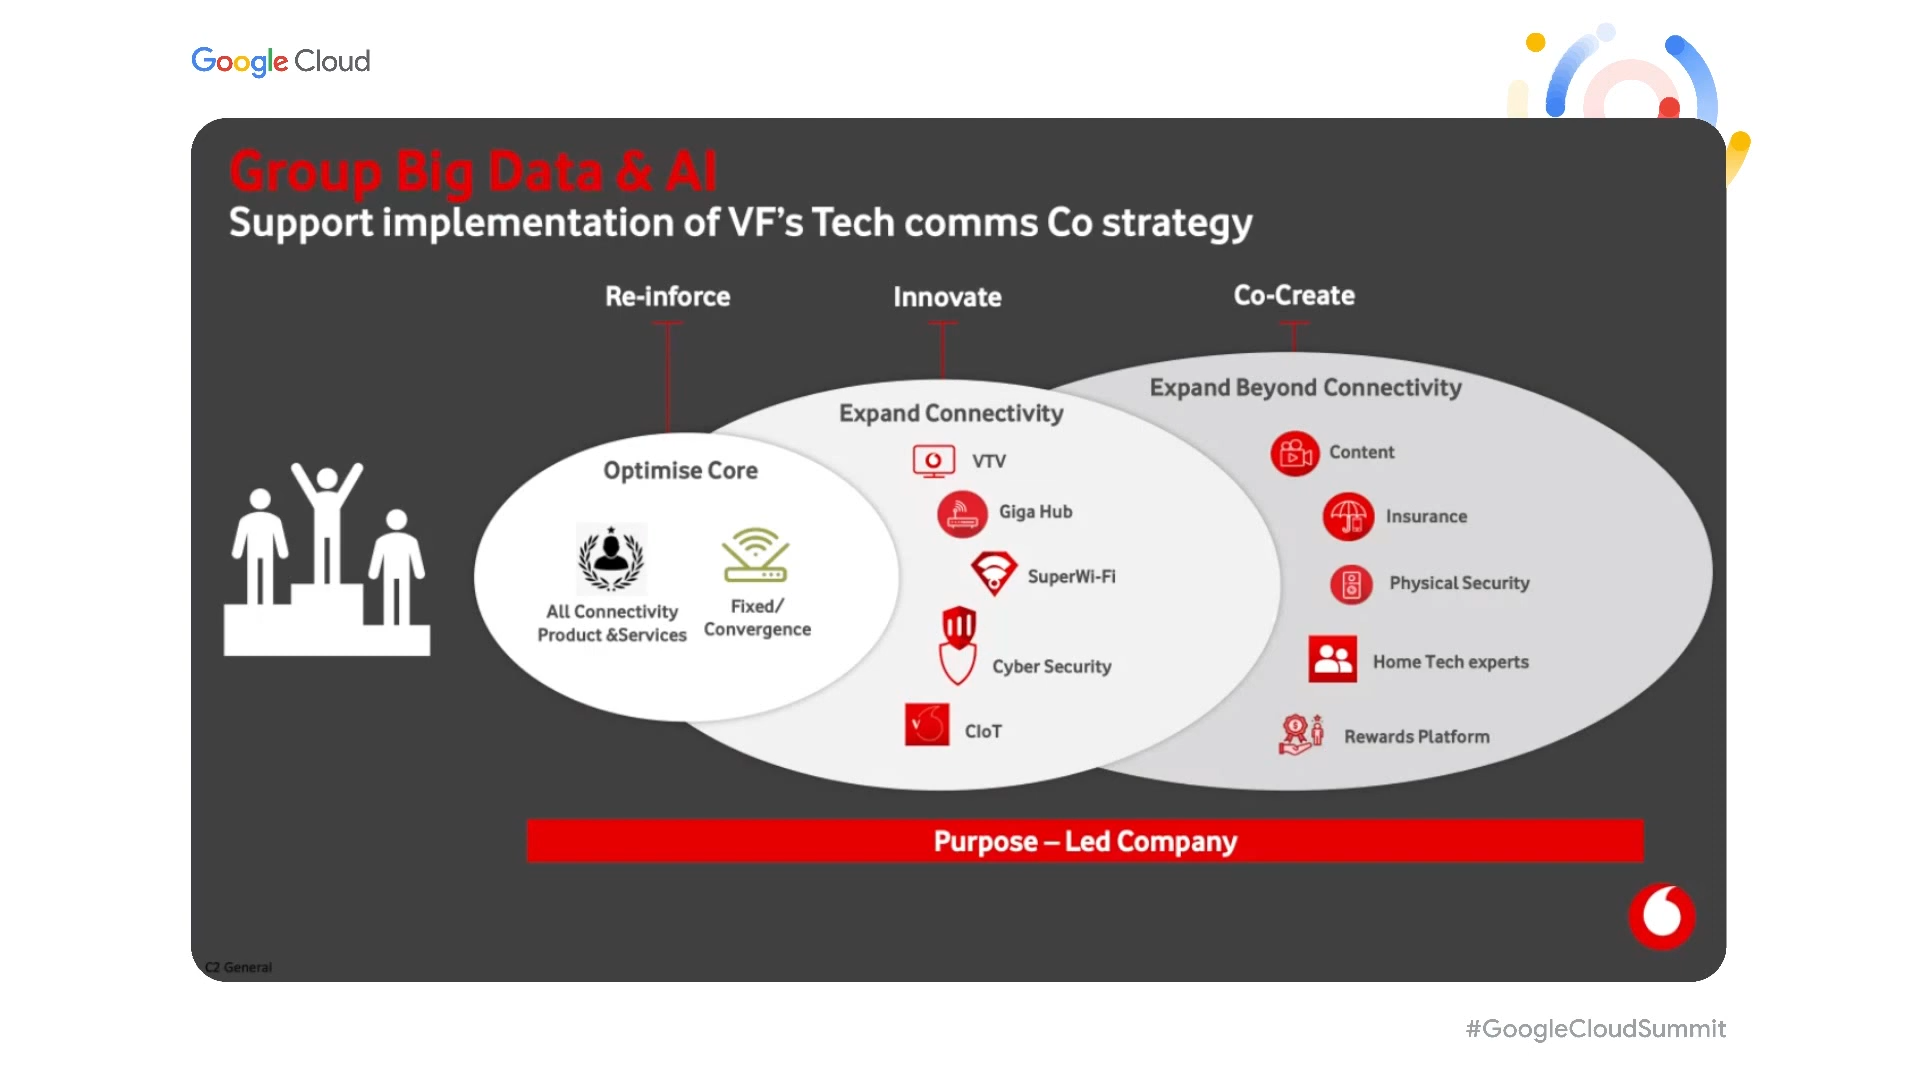 Google Cloud
Group Big Data & AI
Support implementation of VF's Tech comms Co strategy
Re-inforce
Innovate
Co-Create
Optimise Core
All Connectivity
Product &Services
Fixed/
Convergence
Expand Connectivity
VTV
Giga Hub
SuperWi-Fi
Cyber Security
CIoT
Expand Beyond Connectivity
Content
Insurance
Physical Security
Home Tech experts
Rewards Platform
Purpose – Led Company
C2 General
#GoogleCloudSummit